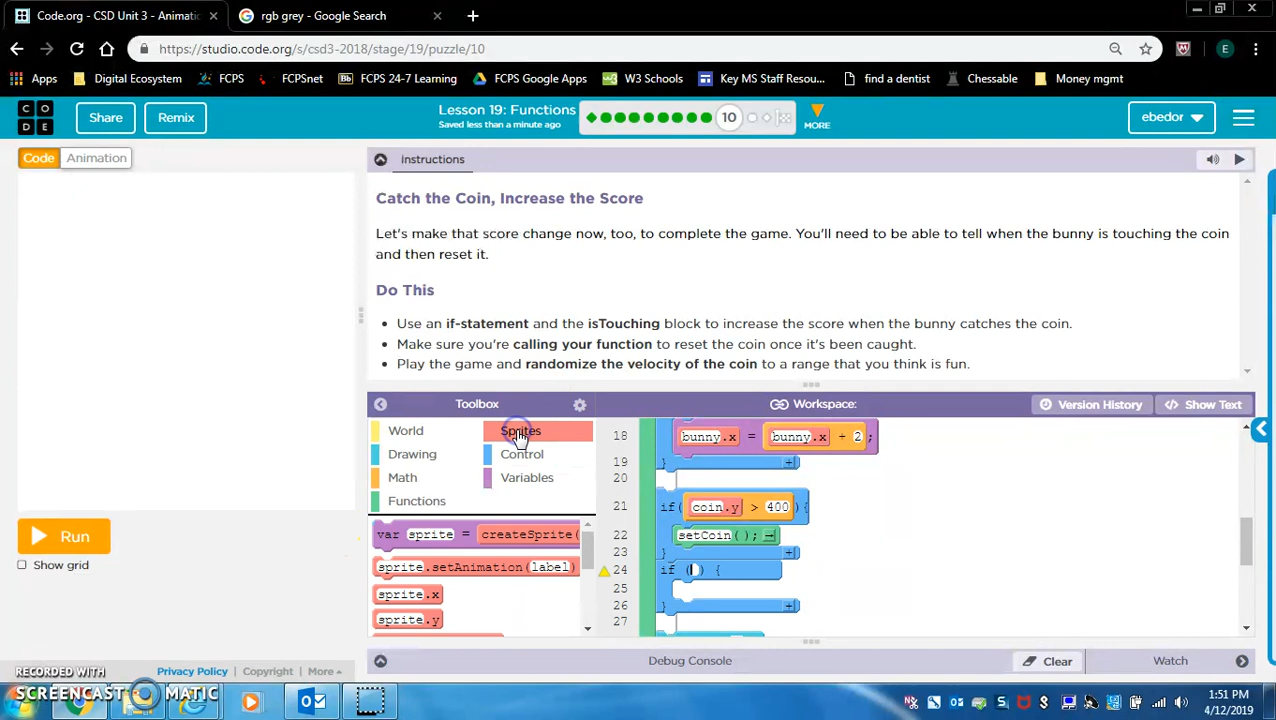 Code.org - CSD Unit 3 - Animati
rgb grey - Google Search
https://studio.code.org/s/csd3-2018/stage/19/puzzle/10
E
Apps
Digital Ecosystem
FCPS
FCPSnet
Bb FCPS 24-7 Learning
FCPS Google Apps
W3 Schools
Key MS Staff Resou...
find a dentist
Chessable
Money mgmt
C O
D E
Share
Remix
Lesson 19: Functions
Saved less than a minute ago
10
MORE
ebedor
Code
Animation
Instructions
Catch the Coin, Increase the Score
Let's make that score change now, too, to complete the game. You'll need to be able to tell when the bunny is touching the coin
and then reset it.
Do This
Use an if-statement and the isTouching block to increase the score when the bunny catches the coin.
Make sure you're calling your function to reset the coin once it's been caught.
Play the game and randomize the velocity of the coin to a range that you think is fun.
Toolbox
Workspace:
Version History
</> Show Text
World
Sprites
Drawing
Control
Math
Variables
Functions
var sprite = createSprite(
sprite.setAnimation(label)
sprite.x
sprite.y
18 bunny.x = bunny.x + 2;
19 }
20
21 if( coin.y > 400 ){
22 setCoin();
23 }
24 if () {
25
26 }
27
Run
Show grid
Debug Console
Clear
Watch
Privacy Policy | Copyright | More
RECORDED WITH
SCREENCAST MATIC
1:51 PM
4/12/2019